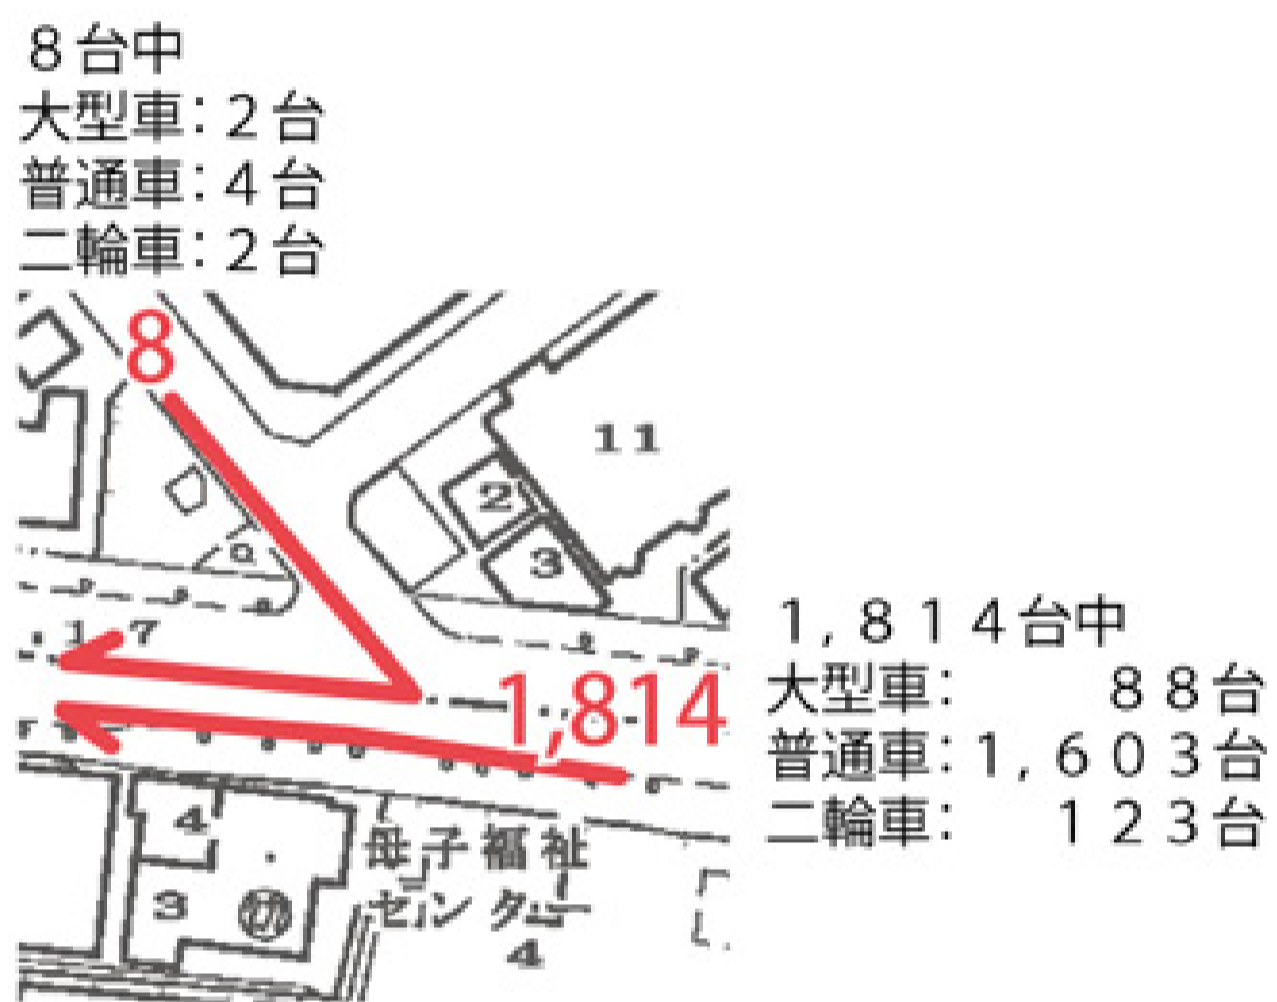 8台中
大型車：2台
普通車：4台
二輪車：2台
8
11
2
3
.17
1,814
1,814台中
大型車：　　88台
普通車：1,603台
二輪車：　123台
4
母子福祉
センター
3
4